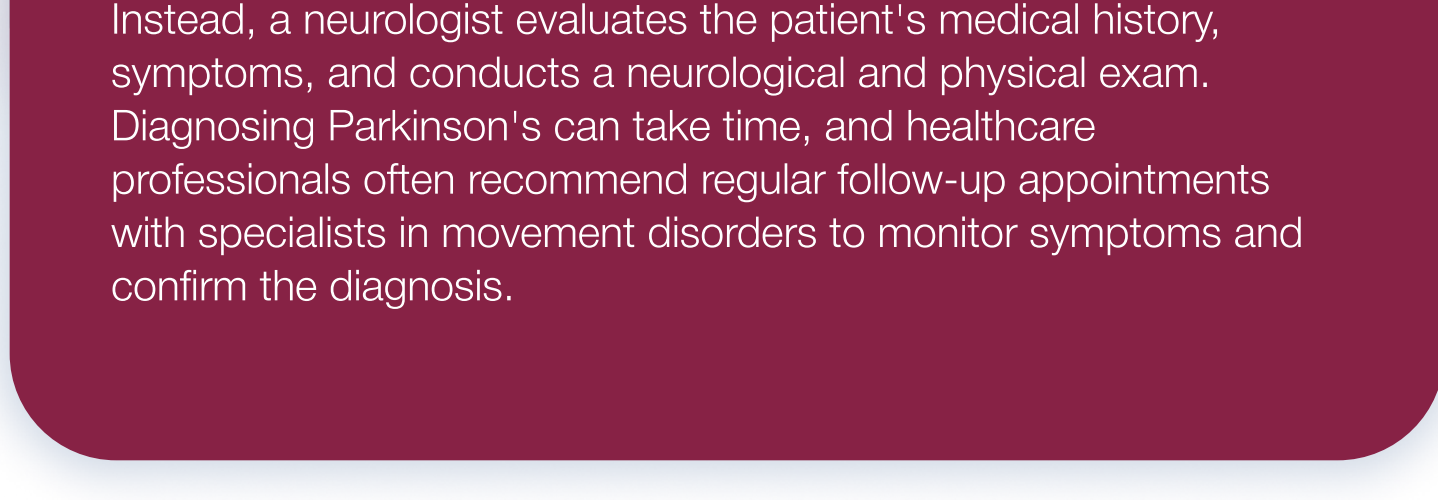 Instead, a neurologist evaluates the patient's medical history,
symptoms, and conducts a neurological and physical exam.
Diagnosing Parkinson's can take time, and healthcare
professionals often recommend regular follow-up appointments
with specialists in movement disorders to monitor symptoms and
confirm the diagnosis.